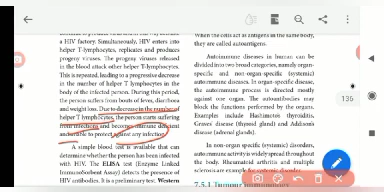 a HIV factory. Simultaneously, HIV enters into
helper T-lymphocytes, replicates and produces
progeny viruses. The progeny viruses released
in the blood attack other helper T-lymphocytes.
This is repeated, leading to a progressive decrease
in the number of helper T lymphocytes in the
body of the infected person. During this period,
the person suffers from bouts of fever, diarrhoea
and weight loss. Due to decrease in the number of
helper T lymphocytes, the person starts suffering
from infections and becomes immune deficient
and unable to protect against any infection.
A simple blood test is available that can
determine whether the person has been infected
with HIV. The ELISA test (Enzyme Linked
ImmunoSorbent Assay) detects the presence of
HIV antibodies. It is a preliminary test. Western
When the cells act as antigens in the same body,
they are called autoantigens.
Autoimmune diseases in human can be
divided into two broad categories, namely organ-
specific and non-organ-specific (systemic)
autoimmune diseases. In organ-specific disease,
the autoimmune process is directed mostly
against one organ. The autoantibodies may
block the functions performed by the organs.
Examples include Hashimotos thyroiditis,
Graves' disease (thyroid gland) and Addison's
disease (adrenal glands).
In non-organ specific (systemic) disorders,
autoimmune activity is widely spread throughout
the body. Rheumatoid arthritis and multiple
sclerosis are example
7.5.1 Tumour immunology
136